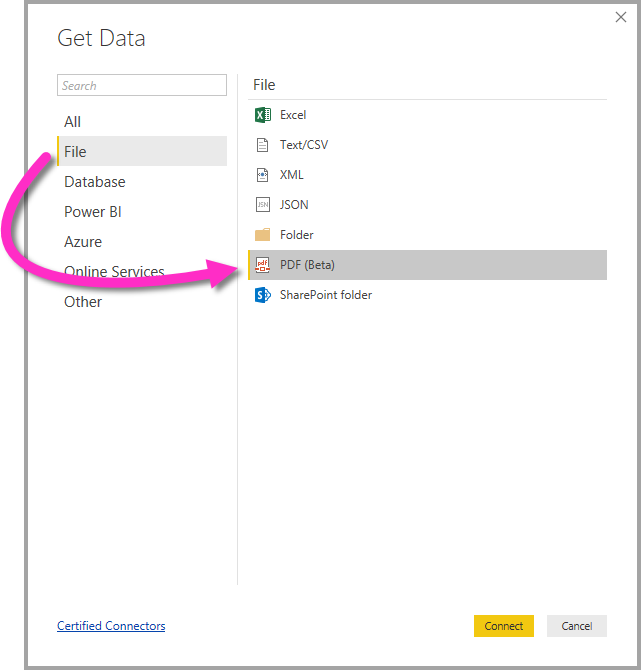 Get Data
Search
All
File
Database
Power BI
Azure
Online Services
Other
File
Excel
Text/CSV
XML
JSON
Folder
PDF (Beta)
SharePoint folder
Certified Connectors
Connect
Cancel